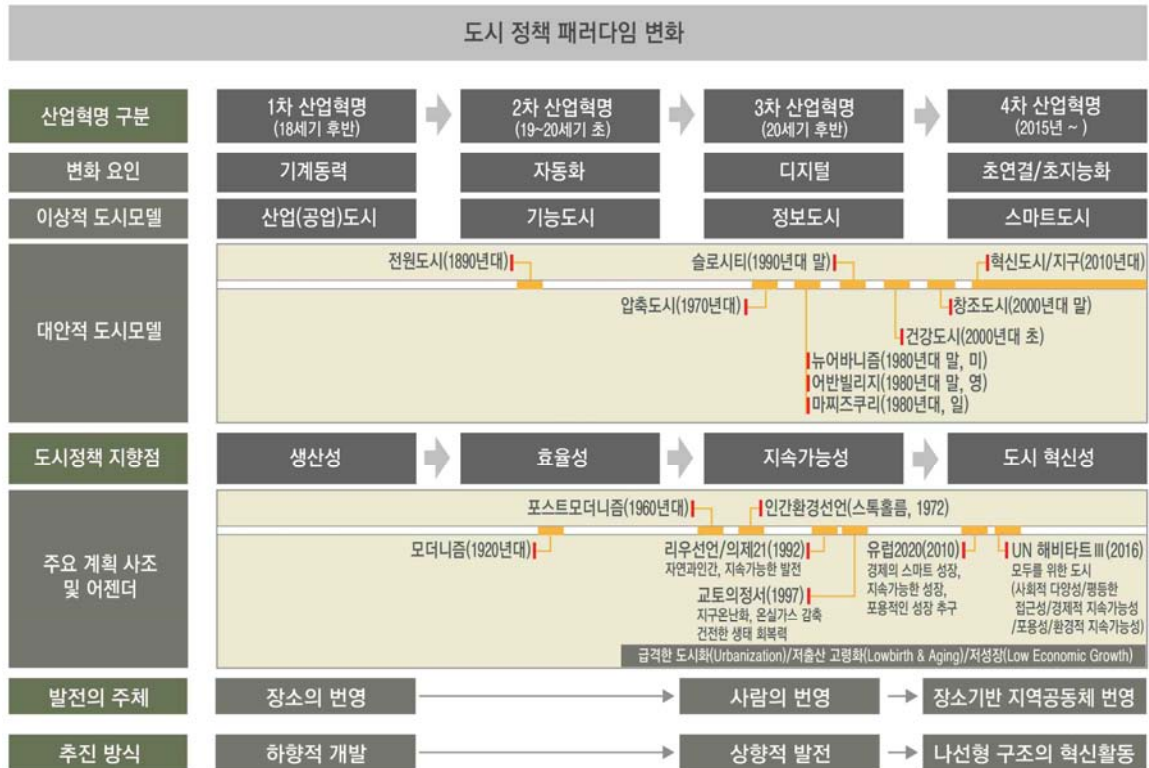 도시 정책 패러다임 변화
산업혁명 구분
1차 산업혁명
(18세기 후반)
2차 산업혁명
(19~20세기 초)
3차 산업혁명
(20세기 후반)
4차 산업혁명
(2015년 ~ )
변화 요인
기계동력
자동화
디지털
초연결/초지능화
이상적 도시모델
산업(공업)도시
기능도시
정보도시
스마트도시
대안적 도시모델
전원도시(1890년대)
슬로시티(1990년대 말)
혁신도시/지구(2010년대)
압축도시(1970년대)
창조도시(2000년대 말)
건강도시(2000년대 초)
뉴어바니즘(1980년대 말, 미)
어반빌리지(1980년대 말, 영)
마찌즈쿠리(1980년대, 일)
도시정책 지향점
생산성
효율성
지속가능성
도시 혁신성
주요 계획 사조
및 어젠더
포스트모더니즘(1960년대)
인간환경선언(스톡홀름, 1972)
모더니즘(1920년대)
리우선언/의제21(1992)
자연과인간, 지속가능한 발전
교토의정서(1997)
지구온난화, 온실가스 감축
건전한 생태 회복력
유럽2020(2010)
경제의 스마트 성장,
지속가능한 성장,
포용적인 성장 추구
UN 해비타트Ⅲ(2016)
모두를 위한 도시
(사회적 다양성/평등한
접근성/경제적 지속가능성
/포용성/환경적 지속가능성)
급격한 도시화(Urbanization)/저출산 고령화(Lowbirth & Aging)/저성장(Low Economic Growth)
발전의 주체
장소의 번영
사람의 번영
장소기반 지역공동체 번영
추진 방식
하향적 개발
상향적 발전
나선형 구조의 혁신활동